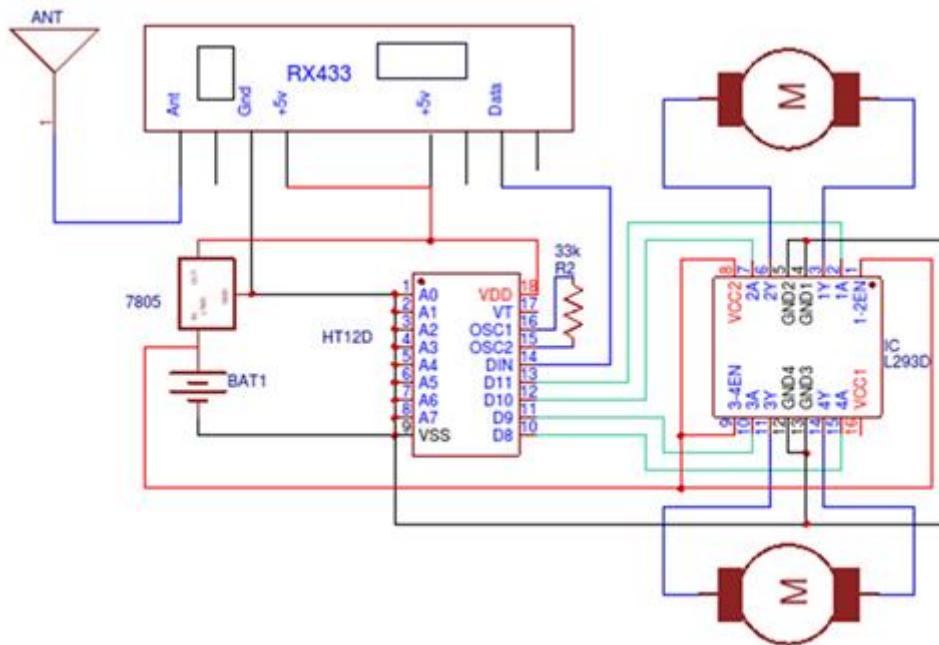 ANT
1
RX433
Ant
Gnd
+5v
+5v
Data
M
7805
BAT1
HT12D
33k
R2
1 A0
2 A1
3 A2
4 A3
5 A4
6 A5
7 A6
8 A7
9 VSS
VDD 18
VT 17
OSC1 16
OSC2 15
DIN 14
D11 13
D10 12
D9 11
D8 10
8 7 6 5 4 3 2 1
VCC2 2A 2Y GND2 GND1 1Y 1A 1-2EN
IC
L293D
3-4EN 3A 3Y GND4 GND3 4Y 4A VCC1
9 10 11 12 13 14 15 16
M